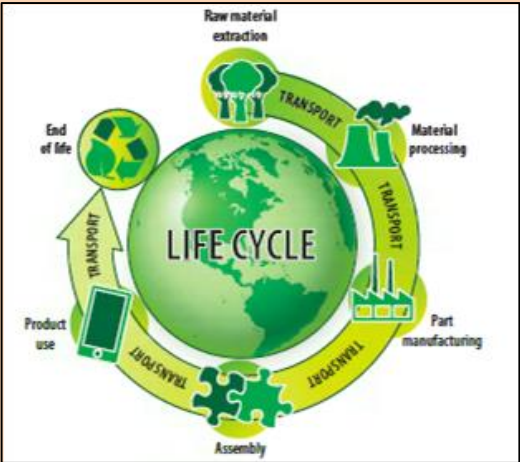 Raw material
extraction
TRANSPORT
Material
processing
TRANSPORT
Part
manufacturing
TRANSPORT
Assembly
TRANSPORT
Product
use
TRANSPORT
End
of life
LIFE CYCLE